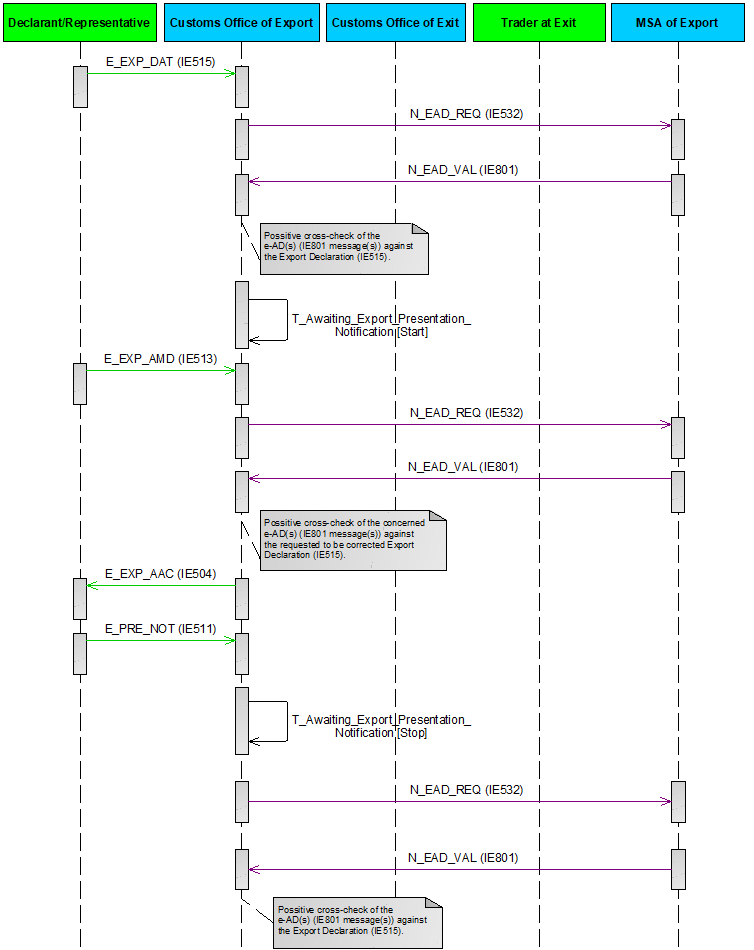 Declarant/Representative
Customs Office of Export
Customs Office of Exit
Trader at Exit
MSA of Export
E_EXP_DAT (IE515)
N_EAD_REQ (IE532)
N_EAD_VAL (IE801)
Possitive cross-check of the
e-AD(s) (IE801 message(s)) against
the Export Declaration (IE515).
T_Awaiting_Export_Presentation_
Notification [Start]
E_EXP_AMD (IE513)
N_EAD_REQ (IE532)
N_EAD_VAL (IE801)
Possitive cross-check of the concerned
e-AD(s) (IE801 message(s)) against
the requested to be corrected Export
Declaration (IE515).
E_EXP_AAC (IE504)
E_PRE_NOT (IE511)
T_Awaiting_Export_Presentation_
Notification [Stop]
N_EAD_REQ (IE532)
N_EAD_VAL (IE801)
Possitive cross-check of the
e-AD(s) (IE801 message(s)) against
the Export Declaration (IE515).